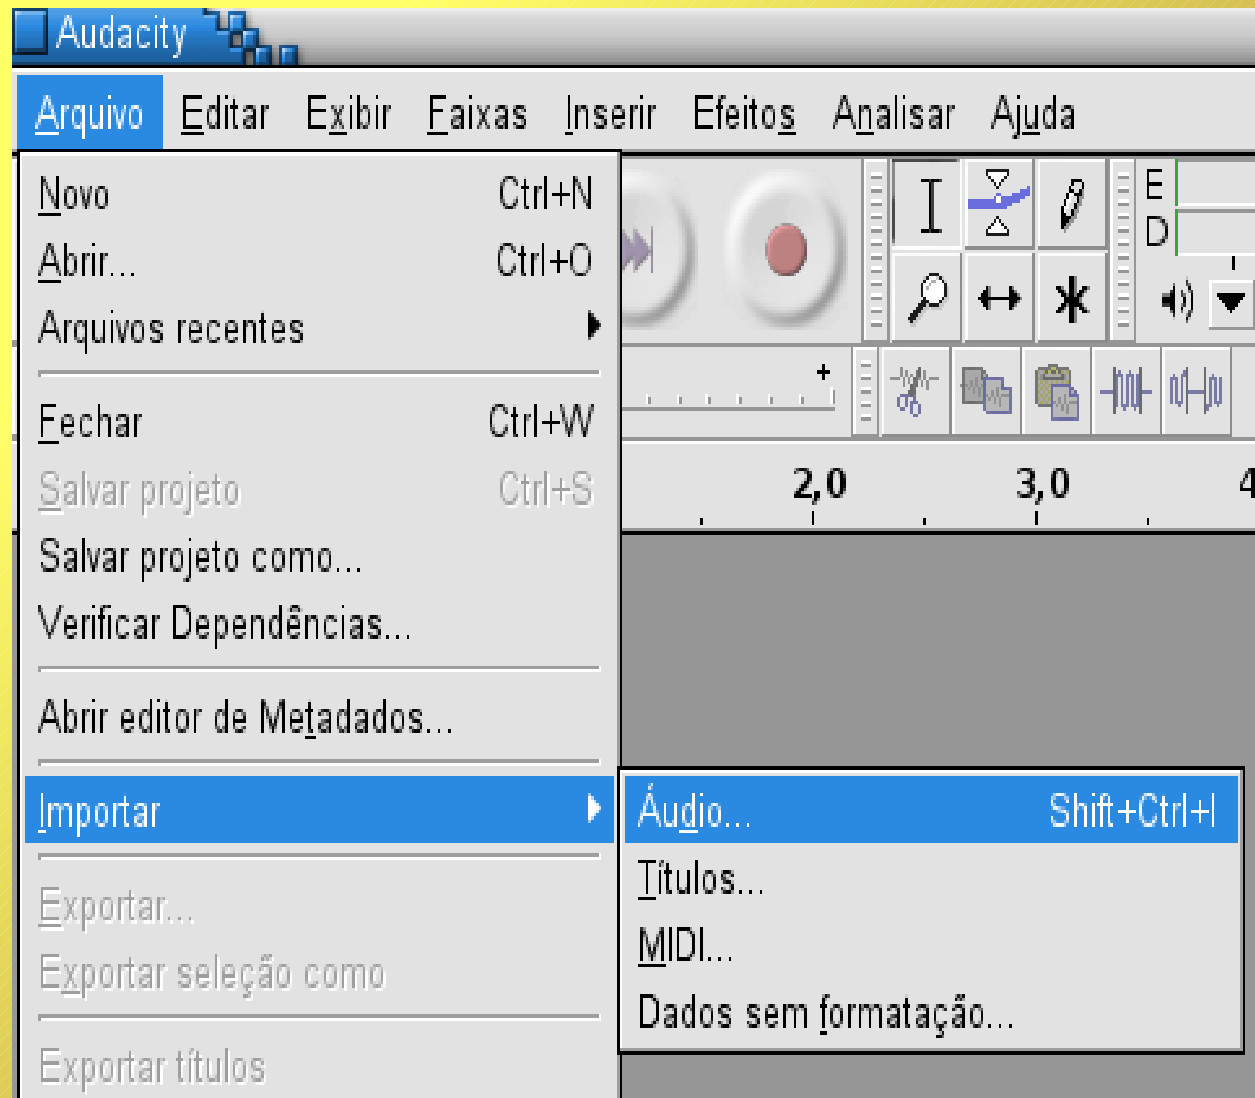 Audacity
Arquivo Editar Exibir Faixas Inserir Efeitos Analisar Ajuda
Novo Ctrl+N
Abrir... Ctrl+O
Arquivos recentes
Fechar Ctrl+W
Salvar projeto Ctrl+S
Salvar projeto como...
Verificar Dependências...
Abrir editor de Metadados...
Importar
Exportar...
Exportar seleção como
Exportar títulos
Áudio... Shift+Ctrl+I
Títulos...
MIDI...
Dados sem formatação...
E
D
+
2,0 3,0 4